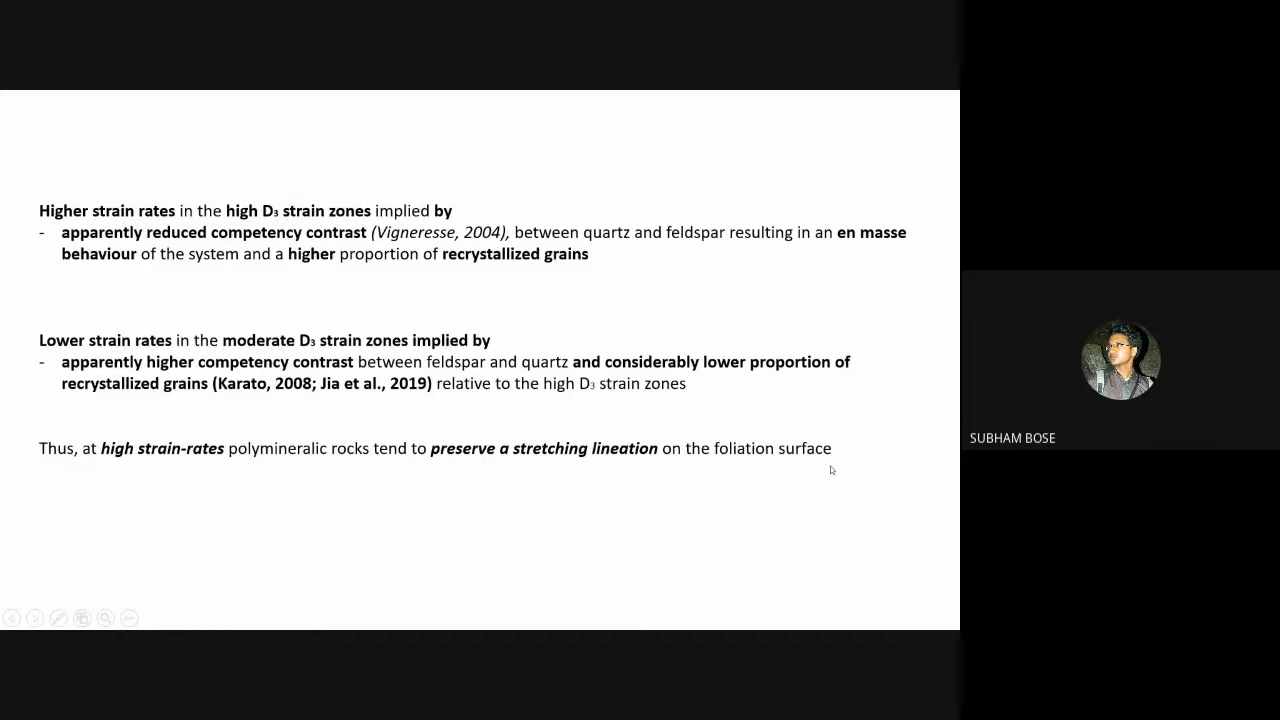 Higher strain rates in the high D₃ strain zones implied by
- apparently reduced competency contrast (Vigneresse, 2004), between quartz and feldspar resulting in an en masse
behaviour of the system and a higher proportion of recrystallized grains
Lower strain rates in the moderate D₃ strain zones implied by
- apparently higher competency contrast between feldspar and quartz and considerably lower proportion of
recrystallized grains (Karato, 2008; Jia et al., 2019) relative to the high D₃ strain zones
SUBHAM BOSE
Thus, at high strain-rates polymineralic rocks tend to preserve a stretching lineation on the foliation surface